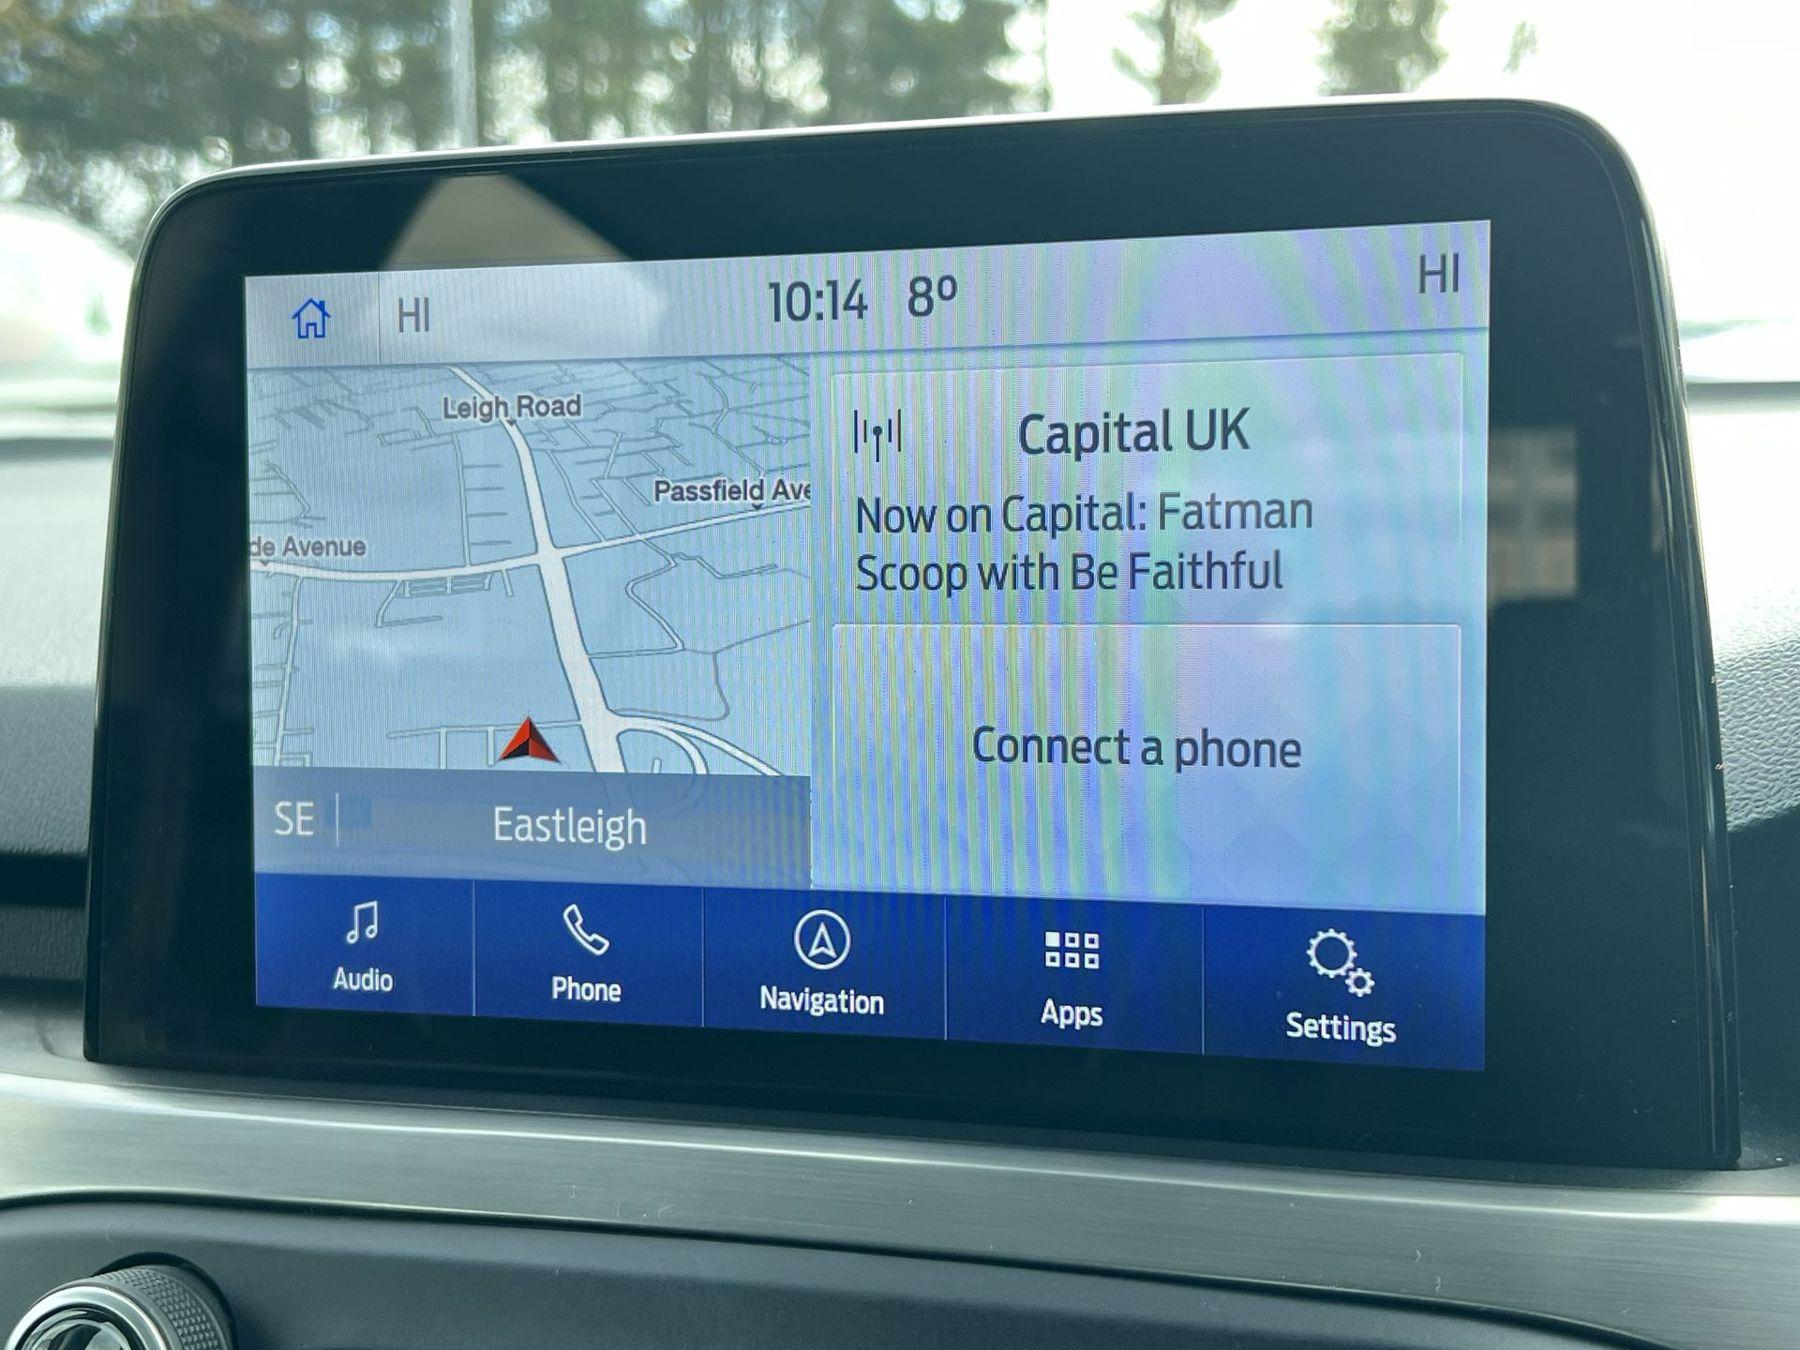 HI
10:14 8º
HI
Leigh Road
Passfield Ave
de Avenue
SE
Eastleigh
Capital UK
Now on Capital: Fatman
Scoop with Be Faithful
Connect a phone
Audio
Phone
Navigation
Apps
Settings